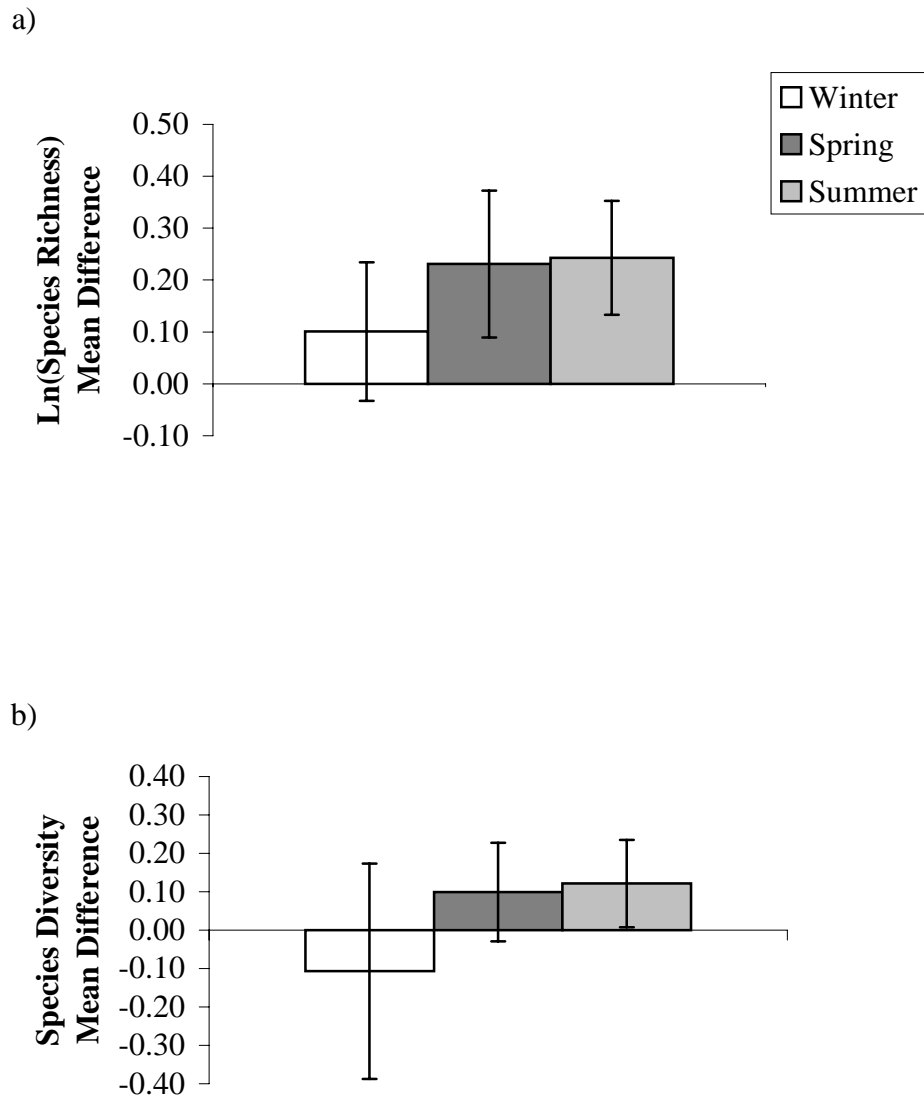 a)
Winter
Spring
Summer
Ln(Species Richness)
Mean Difference
0.50
0.40
0.30
0.20
0.10
0.00
-0.10
b)
Species Diversity
Mean Difference
0.40
0.30
0.20
0.10
0.00
-0.10
-0.20
-0.30
-0.40